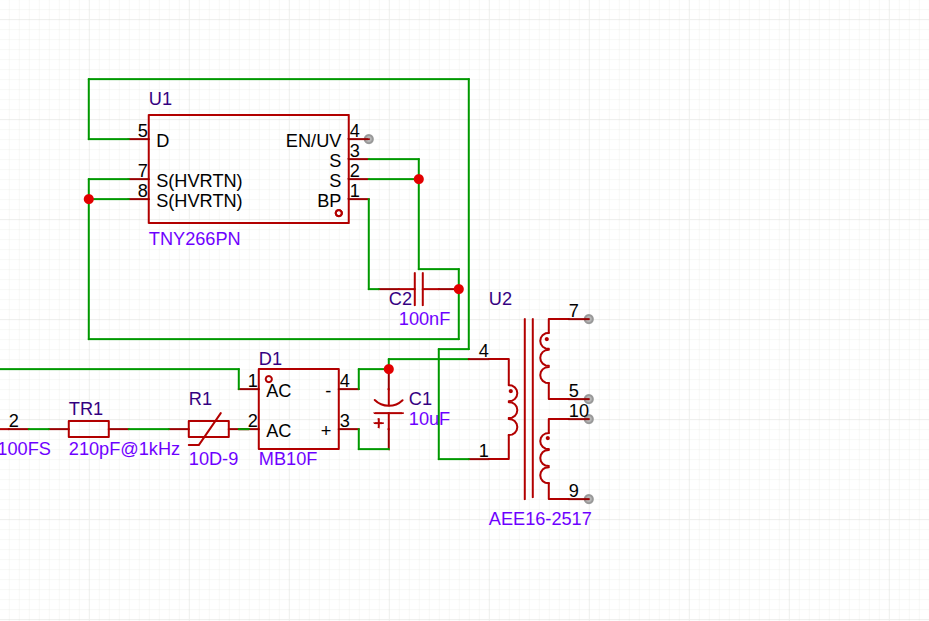 U1
5 D EN/UV 4
S 3
7 S(HVRTN) S 2
8 S(HVRTN) BP 1
TNY266PN
C2
100nF
U2
7
4
5
10
1
9
AEE16-2517
D1
1 AC - 4
2 AC + 3
MB10F
C1
10uF
R1
10D-9
TR1
210pF@1kHz
2
100FS